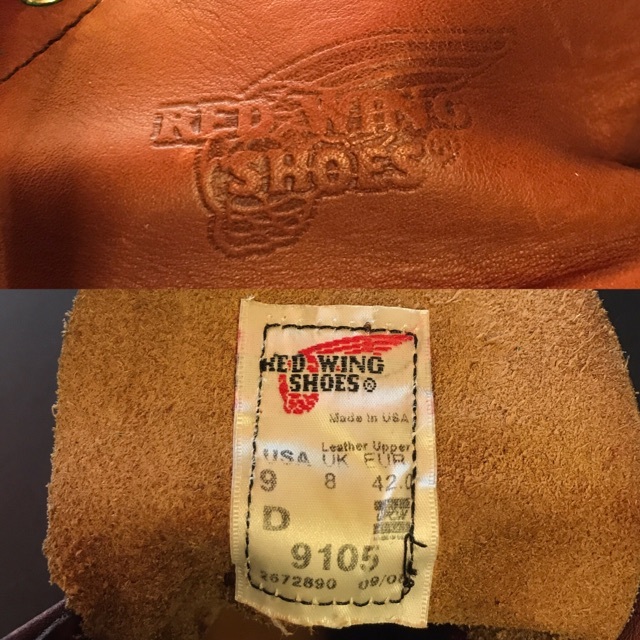 RED WING
SHOES
RED WING
SHOES®
Made in USA
Leather Upper
USA UK EUR
9 8 42.0
D
9105
2672890